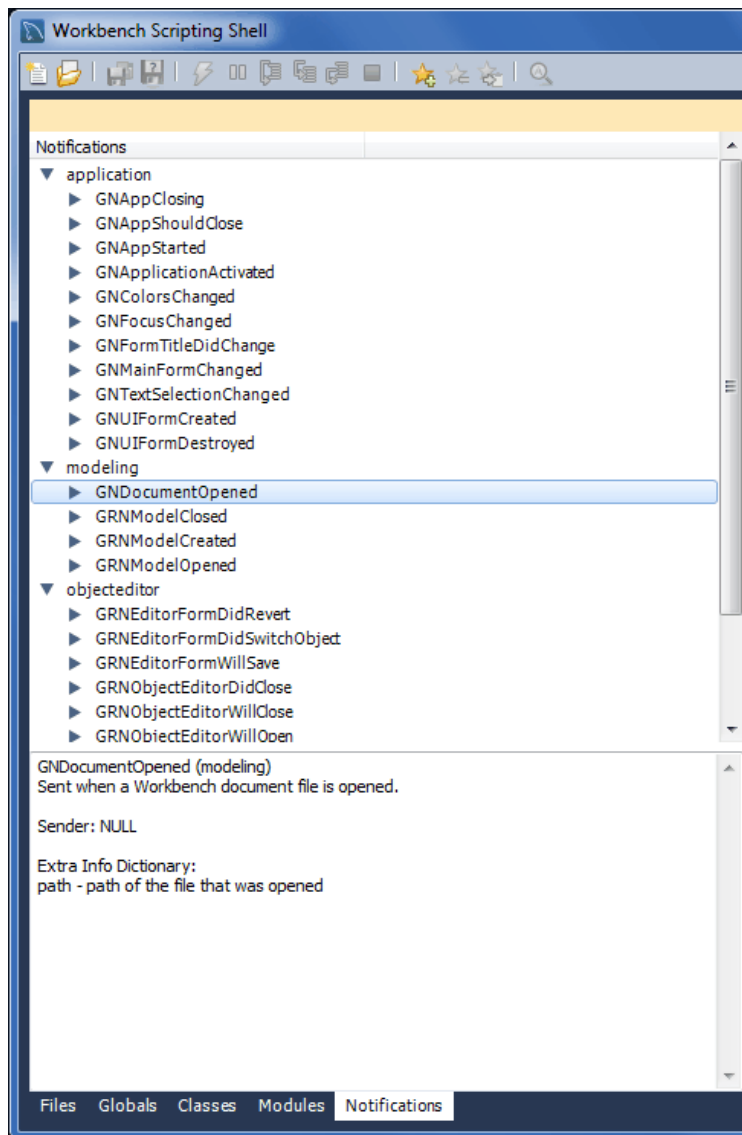 Workbench Scripting Shell
Notifications
application
GNAppClosing
GNAppShouldClose
GNAppStarted
GNApplicationActivated
GNColorsChanged
GNFocusChanged
GNFormTitleDidChange
GNMainFormChanged
GNTextSelectionChanged
GNUIFormCreated
GNUIFormDestroyed
modeling
GNDocumentOpened
GRNModelClosed
GRNModelCreated
GRNModelOpened
objecteditor
GRNEditorFormDidRevert
GRNEditorFormDidSwitchObject
GRNEditorFormWillSave
GRNObjectEditorDidClose
GRNObjectEditorWillClose
GRNObjectEditorWillOpen
GNDocumentOpened (modeling)
Sent when a Workbench document file is opened.
Sender: NULL
Extra Info Dictionary:
path - path of the file that was opened
Files Globals Classes Modules Notifications